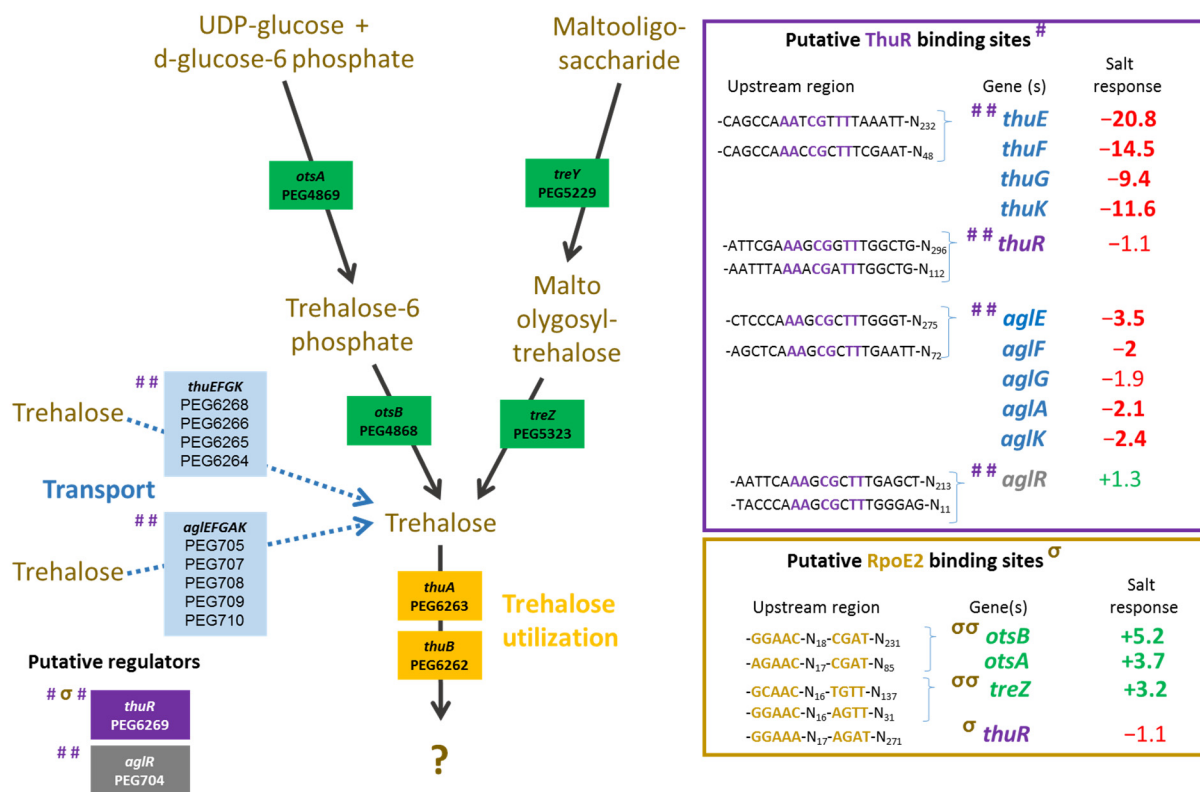 UDP-glucose +
d-glucose-6 phosphate
Maltooligo-
saccharide
otsA
PEG4869
treY
PEG5229
Trehalose-6
phosphate
Malto
olygosyl-
trehalose
otsB
PEG4868
treZ
PEG5323
# #
thuEFGK
PEG6268
PEG6266
PEG6265
PEG6264
Trehalose
Transport
# #
aglEFGAK
PEG705
PEG707
PEG708
PEG709
PEG710
Trehalose
Trehalose
thuA
PEG6263
thuB
PEG6262
Trehalose
utilization
?
Putative regulators
# σ #
thuR
PEG6269
# #
aglR
PEG704
Putative ThuR binding sites #
Upstream region Gene (s) Salt response
-CAGCCAAATCGTTTTAAATT-N232 ## thuE −20.8
-CAGCCAAACCGCTTTCGAAT-N48 thuF −14.5
thuG −9.4
thuK −11.6
-ATTCGAAAGCGGTTTGGCTG-N296 ## thuR −1.1
-AATTTAAAACGATTTGGCTG-N112
-CTCCCAAAGCGCTTTGGGT-N275 ## aglE −3.5
-AGCTCAAAGCGCTTTGAATT-N72 aglF −2
aglG −1.9
aglA −2.1
aglK −2.4
-AATTCAAAGCGCTTTGAGCT-N213 ## aglR +1.3
-TACCCAAAGCGCTTTGGGAG-N11
Putative RpoE2 binding sites σ
Upstream region Gene(s) Salt response
-GGAAC-N18-CGAT-N231 σσ otsB +5.2
-AGAAC-N17-CGAT-N85 otsA +3.7
-GCAAC-N16-TGTT-N137 σσ treZ +3.2
-GGAAC-N16-AGTT-N31
-GGAAA-N17-AGAT-N271 σ thuR −1.1